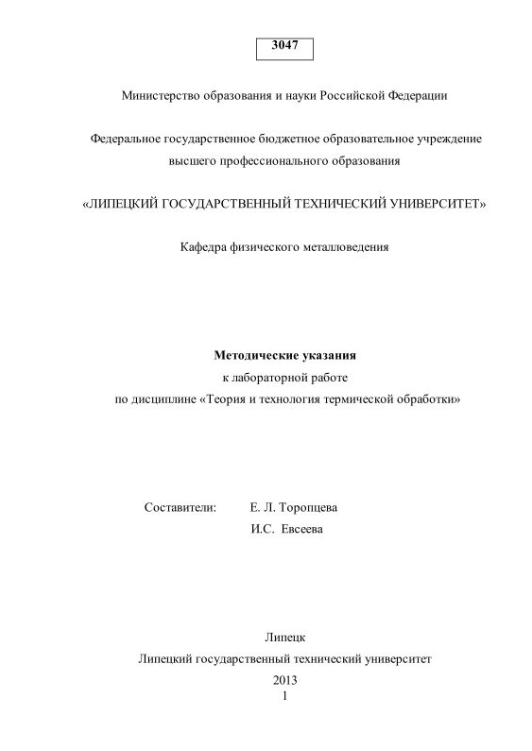 3047
Министерство образования и науки Российской Федерации
Федеральное государственное бюджетное образовательное учреждение
высшего профессионального образования
«ЛИПЕЦКИЙ ГОСУДАРСТВЕННЫЙ ТЕХНИЧЕСКИЙ УНИВЕРСИТЕТ»
Кафедра физического металловедения
Методические указания
к лабораторной работе
по дисциплине «Теория и технология термической обработки»
Составители: Е. Л. Торопцева
И.С. Евсеева
Липецк
Липецкий государственный технический университет
2013
1